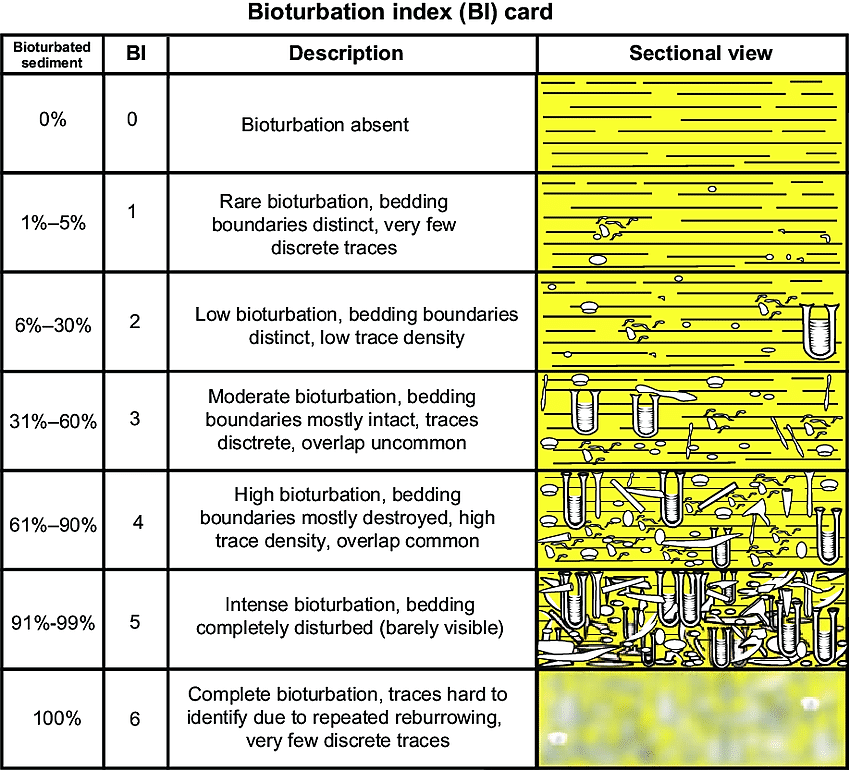 Bioturbation index (BI) card
Bioturbated
sediment
BI
Description
Sectional view
0%
0
Bioturbation absent
1%–5%
1
Rare bioturbation, bedding
boundaries distinct, very few
discrete traces
6%–30%
2
Low bioturbation, bedding boundaries
distinct, low trace density
31%–60%
3
Moderate bioturbation, bedding
boundaries mostly intact, traces
disctrete, overlap uncommon
61%–90%
4
High bioturbation, bedding
boundaries mostly destroyed, high
trace density, overlap common
91%-99%
5
Intense bioturbation, bedding
completely disturbed (barely visible)
100%
6
Complete bioturbation, traces hard to
identify due to repeated reburrowing,
very few discrete traces